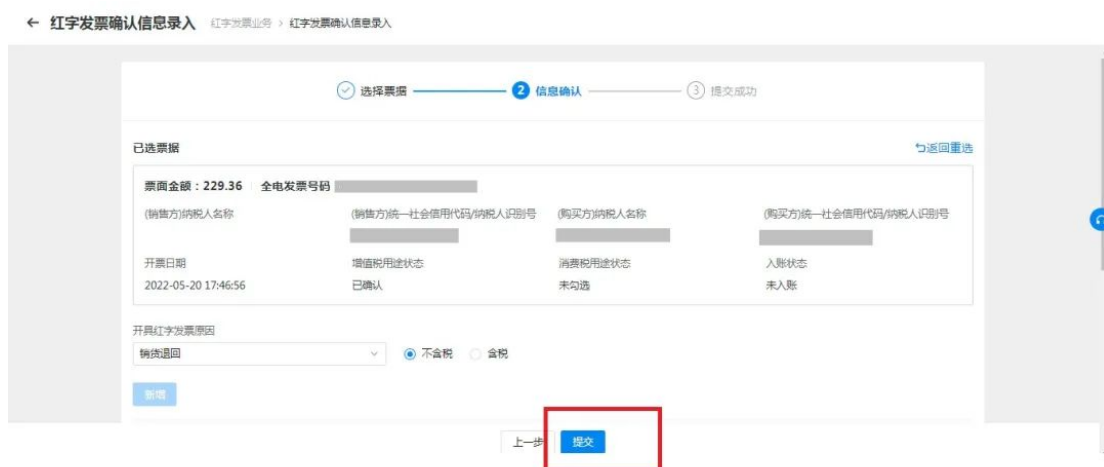 ← 红字发票确认信息录入 红字发票业务 > 红字发票确认信息录入
选择票据 2 信息确认 3 提交成功
已选票据 返回重选
票面金额：229.36 全电发票号码
(销售方)纳税人名称 (销售方)统一社会信用代码/纳税人识别号 (购买方)纳税人名称 (购买方)统一社会信用代码/纳税人识别号
开票日期 增值税用途状态 消费税用途状态 入账状态
2022-05-20 17:46:56 已确认 未勾选 未入账
开具红字发票原因
销货退回 不含税 含税
新增
上一步 提交